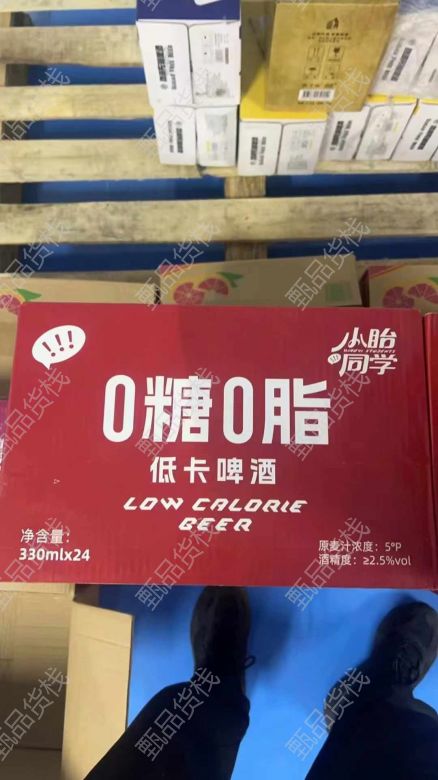 !!!
小胎
同学
0糖0脂
低卡啤酒
LOW CALORIE
BEER
净含量:
330mlx24
原麦汁浓度: 5°P
酒精度: ≥2.5%vol
甄品货栈